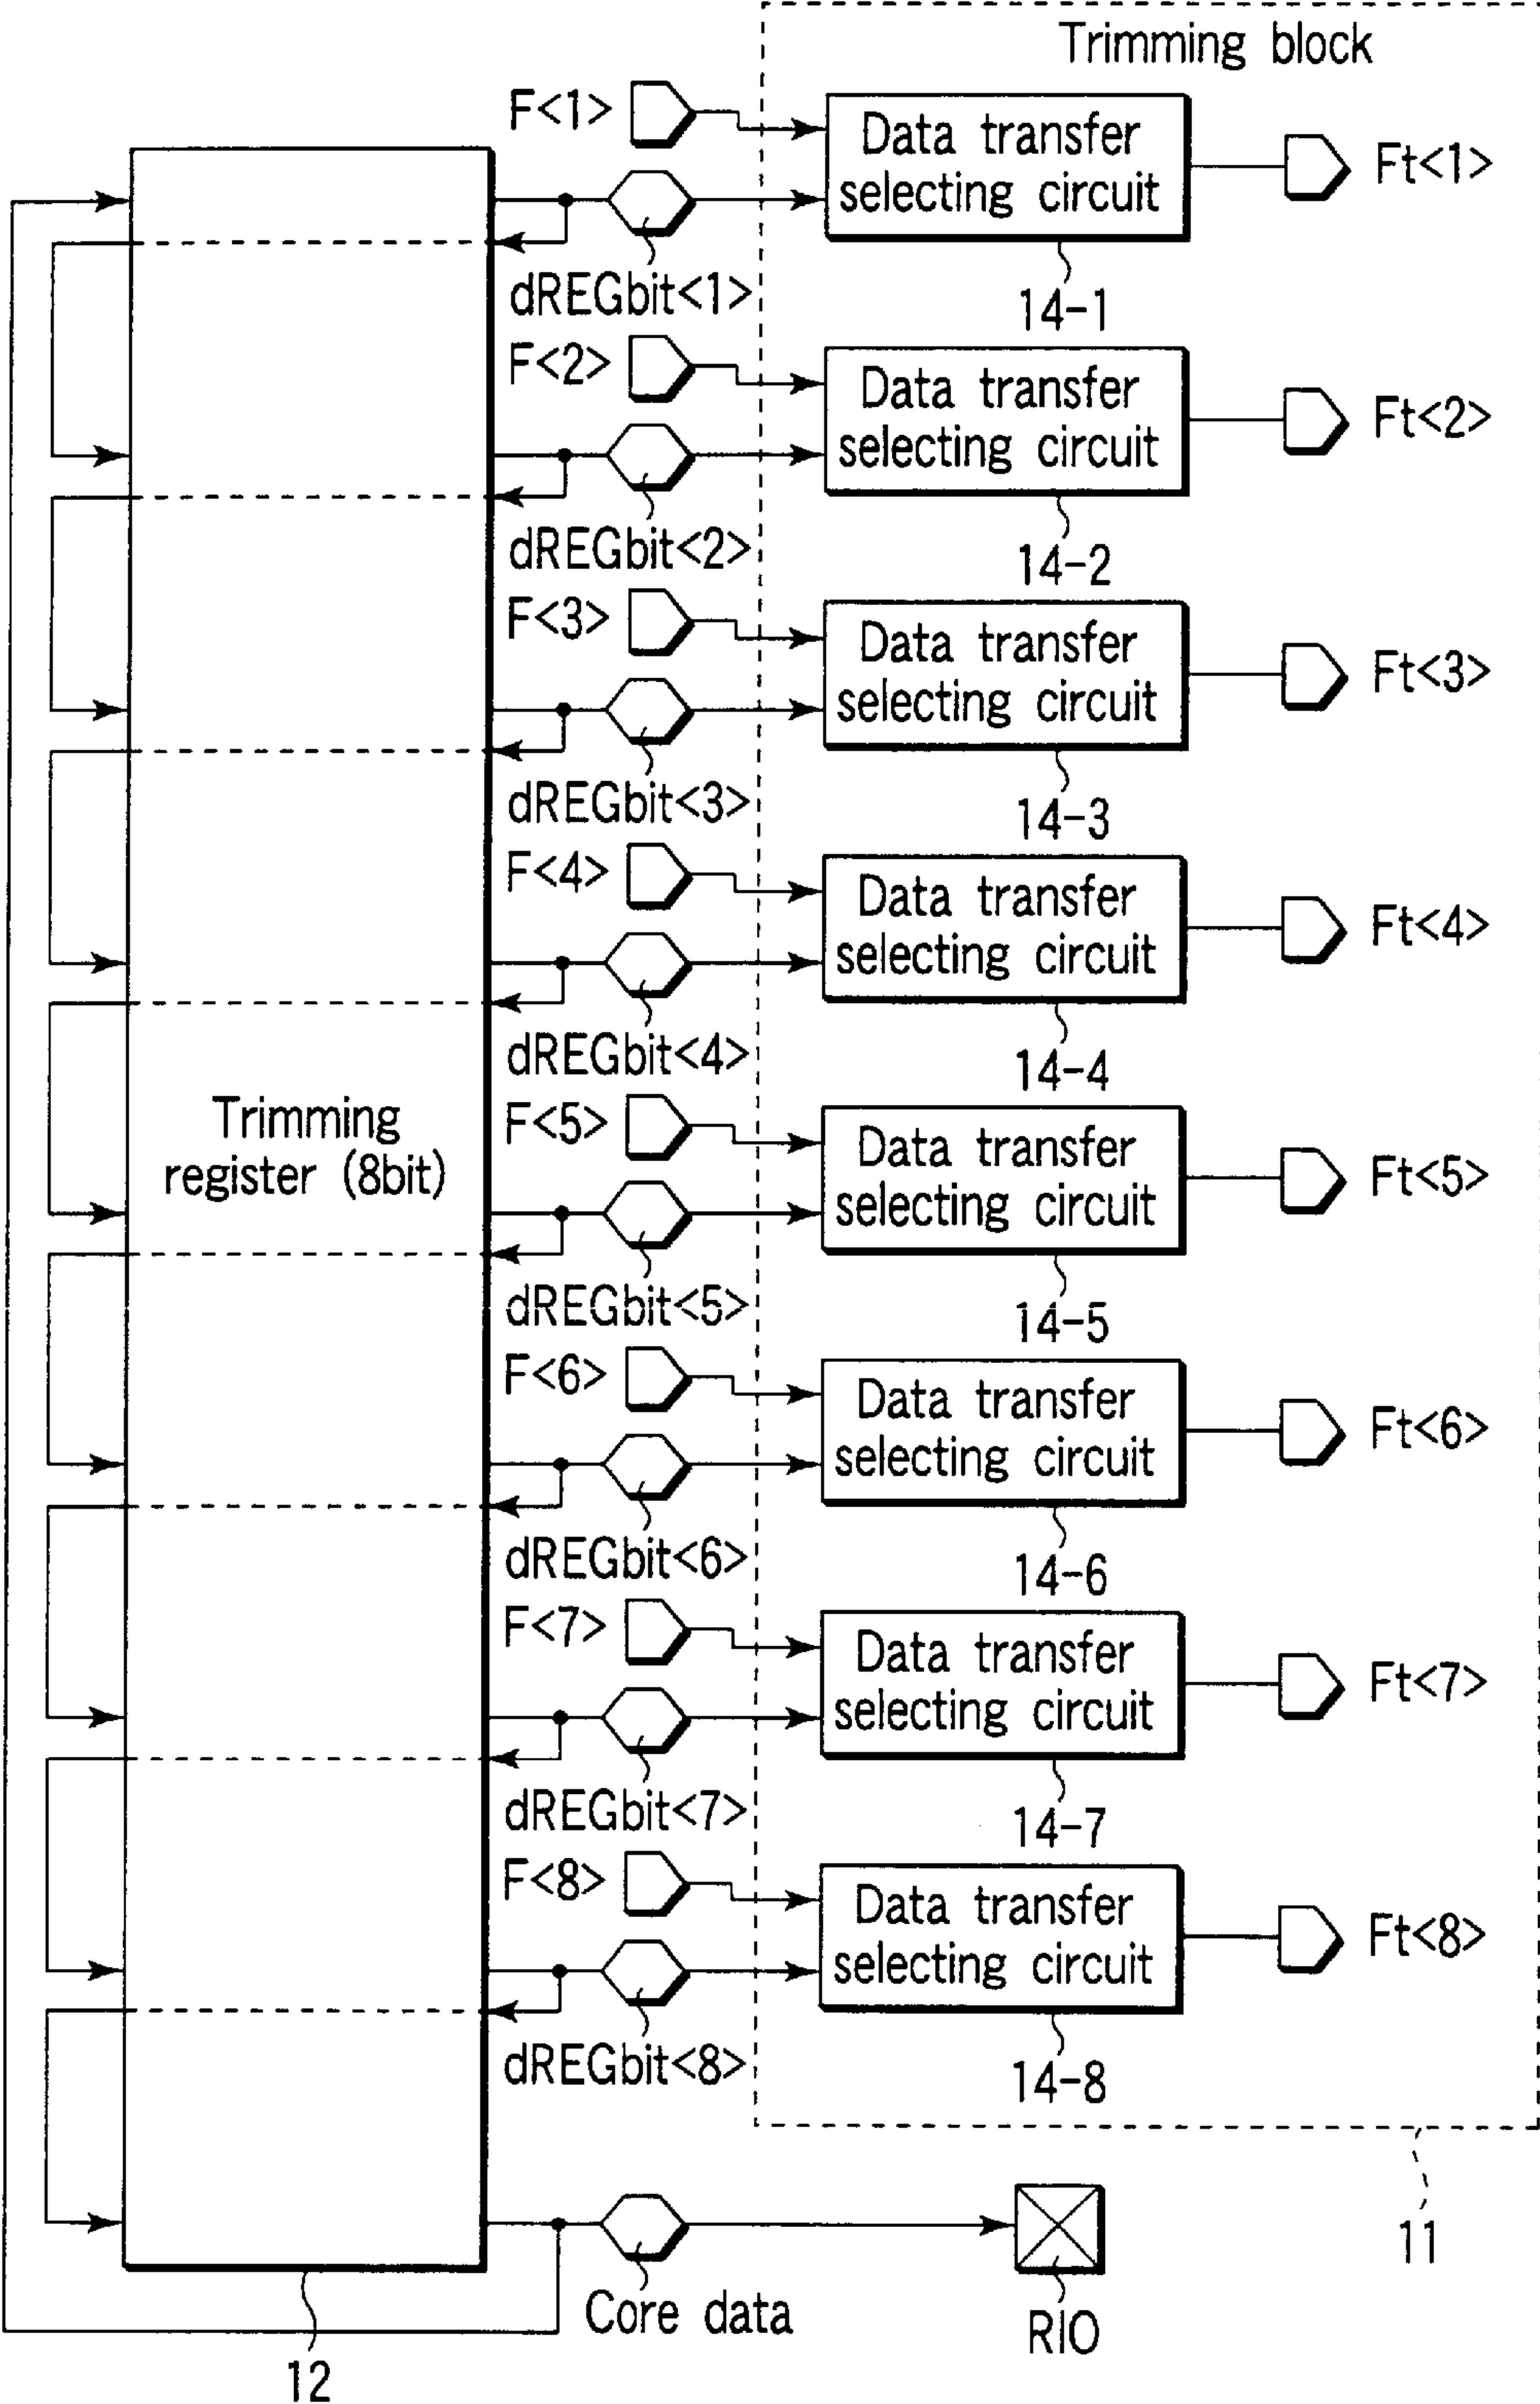 Trimming block
F<1>
Data transfer
selecting circuit
Ft<1>
dREGbit<1>
14-1
F<2>
Data transfer
selecting circuit
Ft<2>
dREGbit<2>
14-2
F<3>
Data transfer
selecting circuit
Ft<3>
dREGbit<3>
14-3
F<4>
Data transfer
selecting circuit
Ft<4>
dREGbit<4>
14-4
Trimming
register (8bit)
F<5>
Data transfer
selecting circuit
Ft<5>
dREGbit<5>
14-5
F<6>
Data transfer
selecting circuit
Ft<6>
dREGbit<6>
14-6
F<7>
Data transfer
selecting circuit
Ft<7>
dREGbit<7>
14-7
F<8>
Data transfer
selecting circuit
Ft<8>
dREGbit<8>
14-8
11
Core data
RIO
12